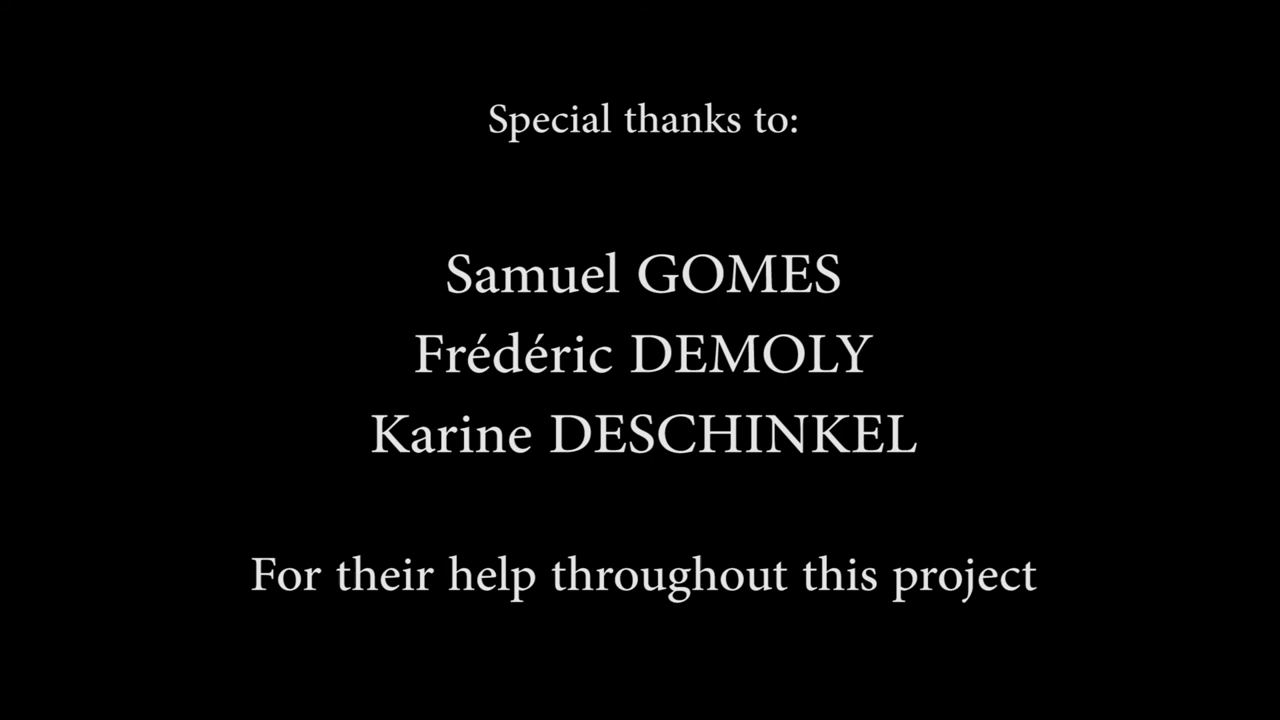 Special thanks to:
Samuel GOMES
Frédéric DEMOLY
Karine DESCHINKEL
For their help throughout this project